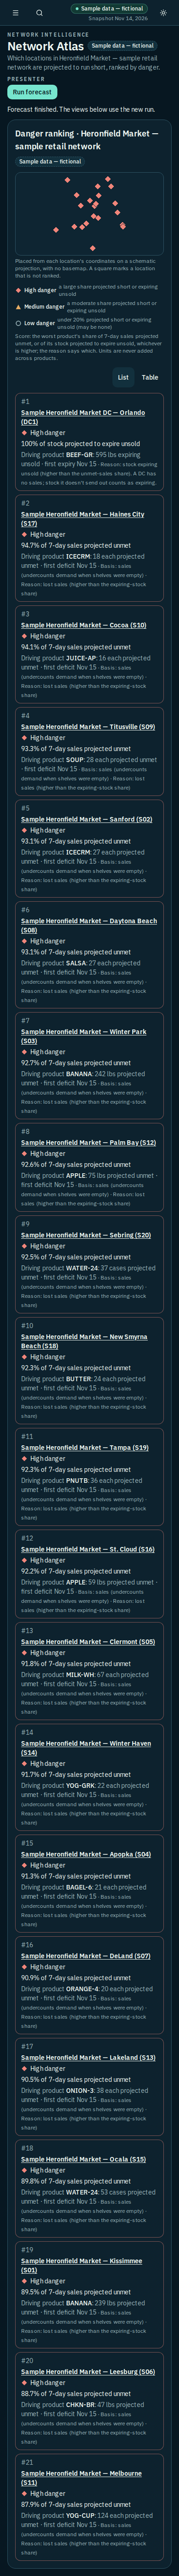 Sample data — fictional
Snapshot Nov 14, 2026
NETWORK INTELLIGENCE
Network Atlas
Sample data — fictional
Which locations in Heronfield Market — sample retail
network are projected to run short, ranked by danger.
PRESENTER
Run forecast
Forecast finished. The views below use the new run.
Danger ranking · Heronfield Market —
sample retail network
Sample data — fictional
Placed from each location's coordinates on a schematic
projection, with no basemap. A square marks a location
that is not ranked.
High danger
a large share projected short or expiring
unsold
Medium danger
a moderate share projected short or
expiring unsold
Low danger
under 20% projected short or expiring
unsold (may be none)
Score: the worst product's share of 7-day sales projected
unmet, or of its stock projected to expire unsold, whichever
is higher; the reason says which. Units are never added
across products.
List
Table
#1
Sample Heronfield Market DC — Orlando
(DC1)
High danger
100% of stock projected to expire unsold
Driving product BEEF-GR: 595 lbs expiring
unsold · first expiry Nov 15 · Reason: stock expiring
unsold (higher than the unmet-sales share). A DC has
no sales; stock it doesn't send out counts as expiring.
#2
Sample Heronfield Market — Haines City
(S17)
High danger
94.7% of 7-day sales projected unmet
Driving product ICECRM: 18 each projected
unmet · first deficit Nov 15 · Basis: sales
(undercounts demand when shelves were empty) ·
Reason: lost sales (higher than the expiring-stock
share)
#3
Sample Heronfield Market — Cocoa (S10)
High danger
94.1% of 7-day sales projected unmet
Driving product JUICE-AP: 16 each projected
unmet · first deficit Nov 15 · Basis: sales
(undercounts demand when shelves were empty) ·
Reason: lost sales (higher than the expiring-stock
share)
#4
Sample Heronfield Market — Titusville (S09)
High danger
93.3% of 7-day sales projected unmet
Driving product SOUP: 28 each projected unmet
· first deficit Nov 15 · Basis: sales (undercounts
demand when shelves were empty) · Reason: lost
sales (higher than the expiring-stock share)
#5
Sample Heronfield Market — Sanford (S02)
High danger
93.1% of 7-day sales projected unmet
Driving product ICECRM: 27 each projected
unmet · first deficit Nov 15 · Basis: sales
(undercounts demand when shelves were empty) ·
Reason: lost sales (higher than the expiring-stock
share)
#6
Sample Heronfield Market — Daytona Beach
(S08)
High danger
93.1% of 7-day sales projected unmet
Driving product SALSA: 27 each projected
unmet · first deficit Nov 15 · Basis: sales
(undercounts demand when shelves were empty) ·
Reason: lost sales (higher than the expiring-stock
share)
#7
Sample Heronfield Market — Winter Park
(S03)
High danger
92.7% of 7-day sales projected unmet
Driving product BANANA: 242 lbs projected
unmet · first deficit Nov 15 · Basis: sales
(undercounts demand when shelves were empty) ·
Reason: lost sales (higher than the expiring-stock
share)
#8
Sample Heronfield Market — Palm Bay (S12)
High danger
92.6% of 7-day sales projected unmet
Driving product APPLE: 75 lbs projected unmet ·
first deficit Nov 15 · Basis: sales (undercounts
demand when shelves were empty) · Reason: lost
sales (higher than the expiring-stock share)
#9
Sample Heronfield Market — Sebring (S20)
High danger
92.5% of 7-day sales projected unmet
Driving product WATER-24: 37 cases projected
unmet · first deficit Nov 15 · Basis: sales
(undercounts demand when shelves were empty) ·
Reason: lost sales (higher than the expiring-stock
share)
#10
Sample Heronfield Market — New Smyrna
Beach (S18)
High danger
92.3% of 7-day sales projected unmet
Driving product BUTTER: 24 each projected
unmet · first deficit Nov 15 · Basis: sales
(undercounts demand when shelves were empty) ·
Reason: lost sales (higher than the expiring-stock
share)
#11
Sample Heronfield Market — Tampa (S19)
High danger
92.3% of 7-day sales projected unmet
Driving product PNUTB: 36 each projected
unmet · first deficit Nov 15 · Basis: sales
(undercounts demand when shelves were empty) ·
Reason: lost sales (higher than the expiring-stock
share)
#12
Sample Heronfield Market — St. Cloud (S16)
High danger
92.2% of 7-day sales projected unmet
Driving product APPLE: 59 lbs projected unmet ·
first deficit Nov 15 · Basis: sales (undercounts
demand when shelves were empty) · Reason: lost
sales (higher than the expiring-stock share)
#13
Sample Heronfield Market — Clermont (S05)
High danger
91.8% of 7-day sales projected unmet
Driving product MILK-WH: 67 each projected
unmet · first deficit Nov 15 · Basis: sales
(undercounts demand when shelves were empty) ·
Reason: lost sales (higher than the expiring-stock
share)
#14
Sample Heronfield Market — Winter Haven
(S14)
High danger
91.7% of 7-day sales projected unmet
Driving product YOG-GRK: 22 each projected
unmet · first deficit Nov 15 · Basis: sales
(undercounts demand when shelves were empty) ·
Reason: lost sales (higher than the expiring-stock
share)
#15
Sample Heronfield Market — Apopka (S04)
High danger
91.3% of 7-day sales projected unmet
Driving product BAGEL-6: 21 each projected
unmet · first deficit Nov 15 · Basis: sales
(undercounts demand when shelves were empty) ·
Reason: lost sales (higher than the expiring-stock
share)
#16
Sample Heronfield Market — DeLand (S07)
High danger
90.9% of 7-day sales projected unmet
Driving product ORANGE-4: 20 each projected
unmet · first deficit Nov 15 · Basis: sales
(undercounts demand when shelves were empty) ·
Reason: lost sales (higher than the expiring-stock
share)
#17
Sample Heronfield Market — Lakeland (S13)
High danger
90.5% of 7-day sales projected unmet
Driving product ONION-3: 38 each projected
unmet · first deficit Nov 15 · Basis: sales
(undercounts demand when shelves were empty) ·
Reason: lost sales (higher than the expiring-stock
share)
#18
Sample Heronfield Market — Ocala (S15)
High danger
89.8% of 7-day sales projected unmet
Driving product WATER-24: 53 cases projected
unmet · first deficit Nov 15 · Basis: sales
(undercounts demand when shelves were empty) ·
Reason: lost sales (higher than the expiring-stock
share)
#19
Sample Heronfield Market — Kissimmee
(S01)
High danger
89.5% of 7-day sales projected unmet
Driving product BANANA: 239 lbs projected
unmet · first deficit Nov 15 · Basis: sales
(undercounts demand when shelves were empty) ·
Reason: lost sales (higher than the expiring-stock
share)
#20
Sample Heronfield Market — Leesburg (S06)
High danger
88.7% of 7-day sales projected unmet
Driving product CHKN-BR: 47 lbs projected
unmet · first deficit Nov 15 · Basis: sales
(undercounts demand when shelves were empty) ·
Reason: lost sales (higher than the expiring-stock
share)
#21
Sample Heronfield Market — Melbourne
(S11)
High danger
87.9% of 7-day sales projected unmet
Driving product YOG-CUP: 124 each projected
unmet · first deficit Nov 15 · Basis: sales
(undercounts demand when shelves were empty) ·
Reason: lost sales (higher than the expiring-stock
share)